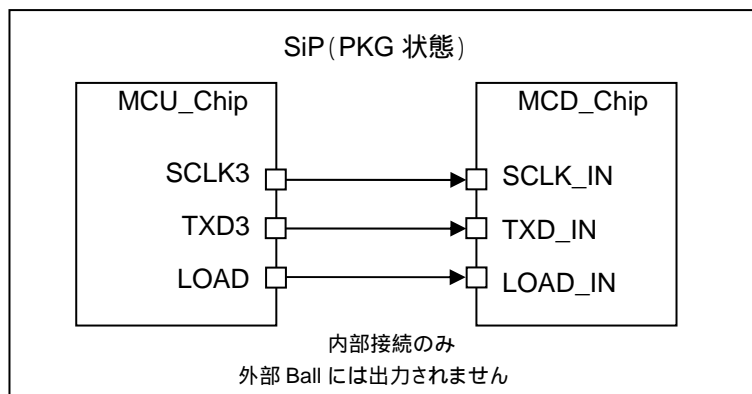 SiP(PKG 状態)
MCU_Chip
MCD_Chip
SCLK3
SCLK_IN
TXD3
TXD_IN
LOAD
LOAD_IN
内部接続のみ
外部 Ball には出力されません